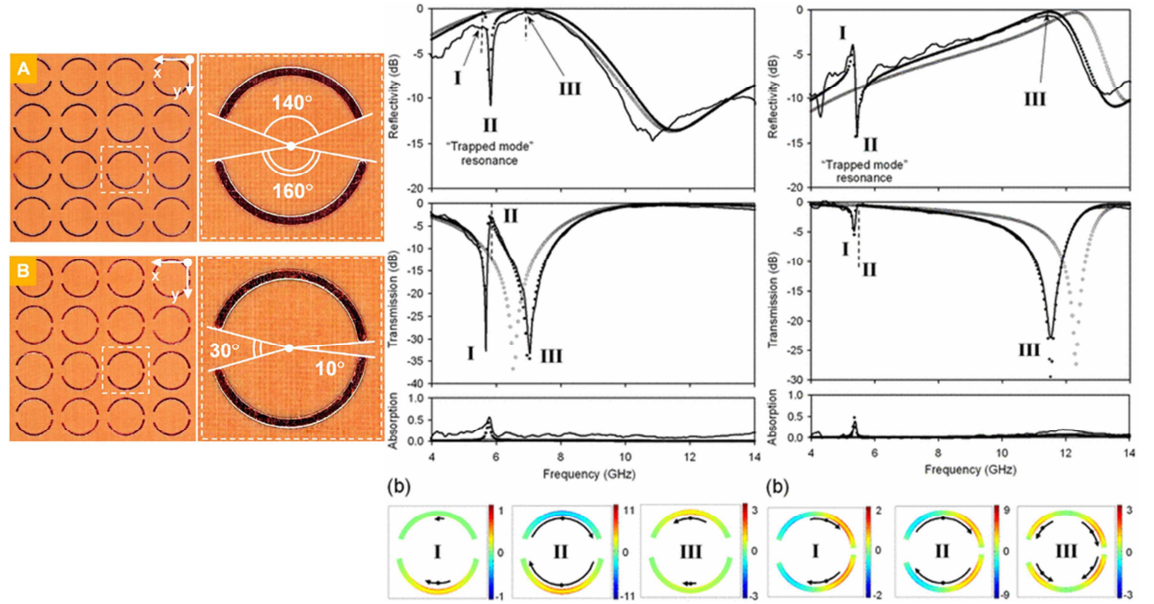 A
x
y
140°
160°
B
x
y
30°
10°
Reflectivity (dB)
0
-5
-10
-15
-20
I
II
III
"Trapped mode"
resonance
Transmission (dB)
0
-5
-10
-15
-20
-25
-30
-35
-40
I
II
III
Absorption
1.0
0.5
0.0
4
6
8
10
12
14
Frequency (GHz)
Reflectivity (dB)
0
-5
-10
-15
-20
I
II
III
"Trapped mode"
resonance
Transmission (dB)
0
-5
-10
-15
-20
-25
-30
I
II
III
Absorption
1.0
0.5
0.0
4
6
8
10
12
14
Frequency (GHz)
(b)
I
1
0
-1
II
11
0
-11
III
3
0
-3
(b)
I
2
0
-2
II
9
0
-9
III
3
0
-3